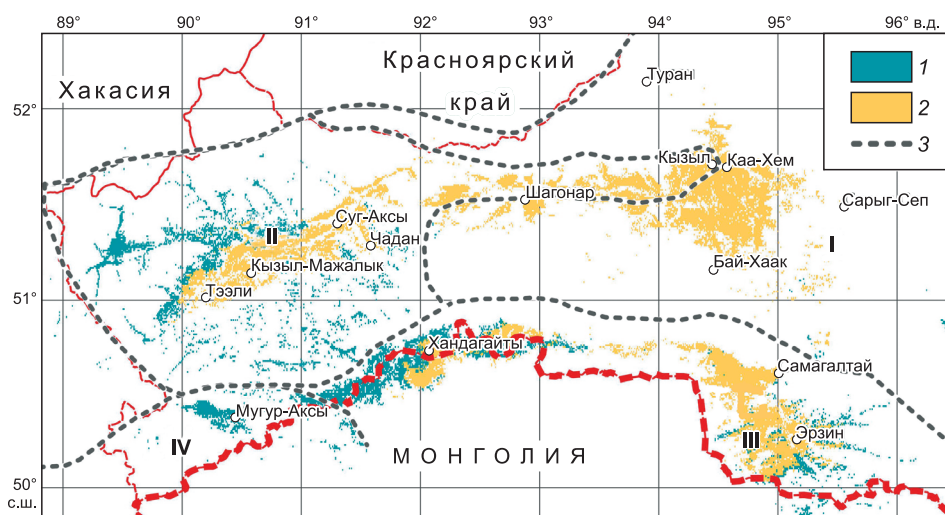 89° 90° 91° 92° 93° 94° 95° 96° в.д.
Красноярский
край
Хакасия
Туран
1
2
3
52°
Кызыл
Каа-Хем
Шагонар
Сарыг-Сеп
Суг-Аксы
II
Чадан
I
Кызыл-Мажалык
Бай-Хаак
Тээли
51°
Хандагайты
Самагалтай
Мугур-Аксы
IV
III
Эрзин
МОНГОЛИЯ
50°
с.ш.